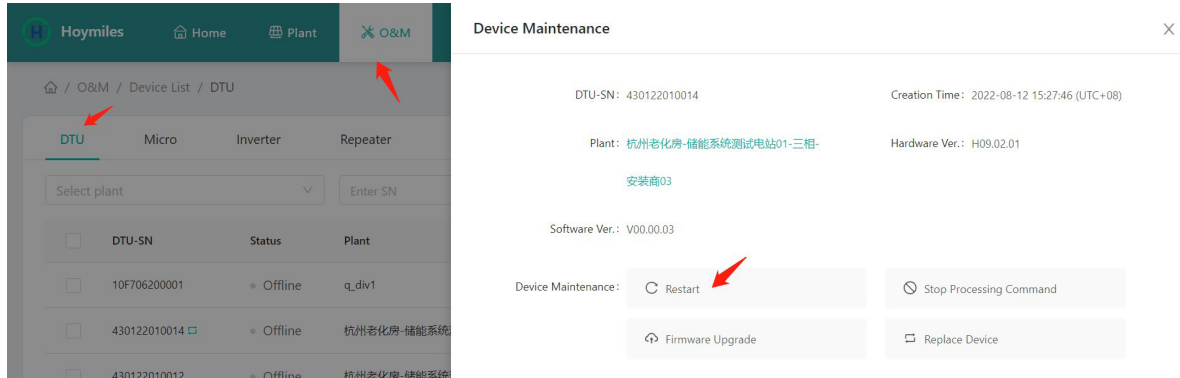 Hoymiles
Home
Plant
O&M
/ O&M / Device List / DTU
DTU
Micro
Inverter
Repeater
Select plant
Enter SN
DTU-SN
Status
Plant
10F706200001
Offline
q_div1
430122010014
Offline
杭州老化房-储能系统
430122010012
Offline
杭州老化房-储能系统
Device Maintenance
DTU-SN: 430122010014
Creation Time: 2022-08-12 15:27:46 (UTC+08)
Plant: 杭州老化房-储能系统测试电站01-三相-
安装商03
Hardware Ver.: H09.02.01
Software Ver.: V00.00.03
Device Maintenance:
Restart
Stop Processing Command
Firmware Upgrade
Replace Device